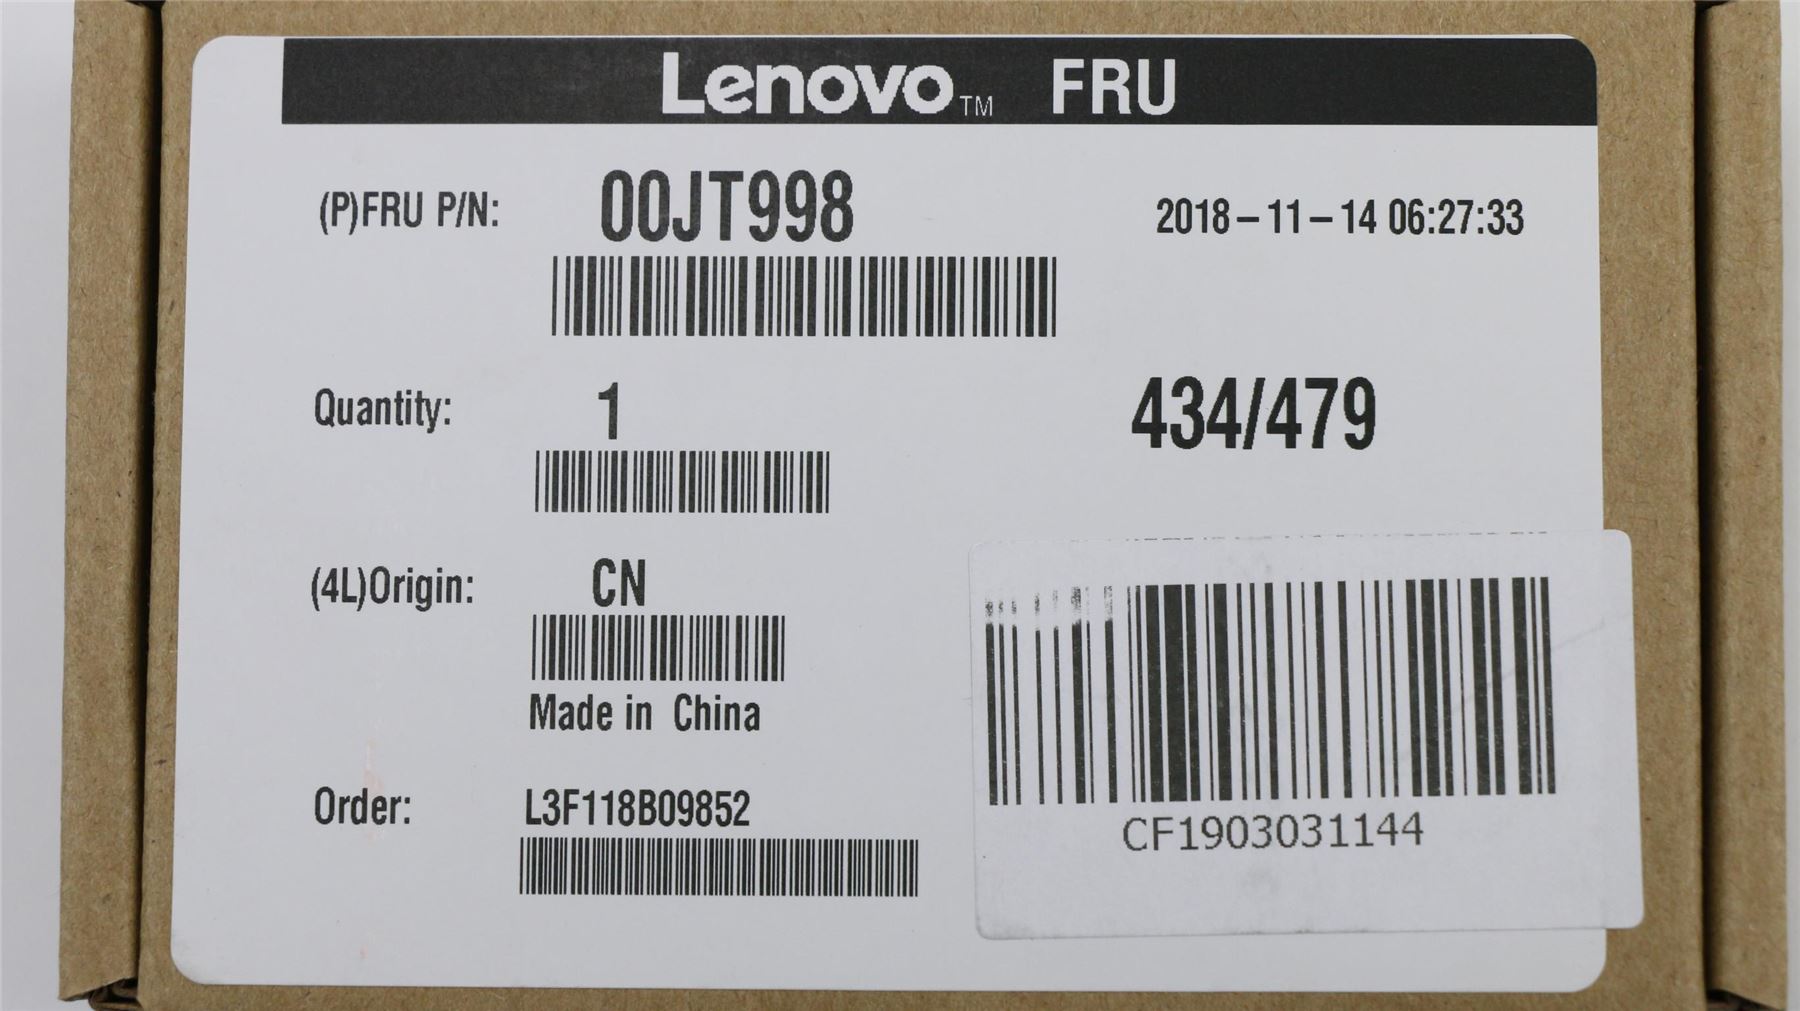 Lenovo™ FRU
(P)FRU P/N: 00JT998 2018-11-14 06:27:33
Quantity: 1 434/479
(4L)Origin: CN
Made in China
Order: L3F118B09852
CF1903031144